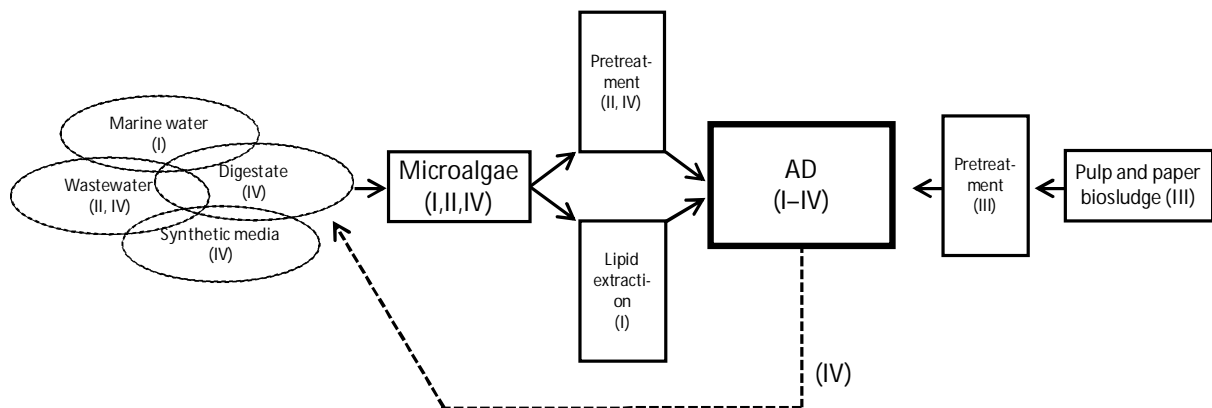 Marine water
(I)
Wastewater
(II, IV)
Digestate
(IV)
Synthetic media
(IV)
Microalgae
(I,II,IV)
Pretreat-
ment
(II, IV)
Lipid
extracti-
on
(I)
AD
(I–IV)
Pretreat-
ment
(III)
Pulp and paper
biosludge (III)
(IV)